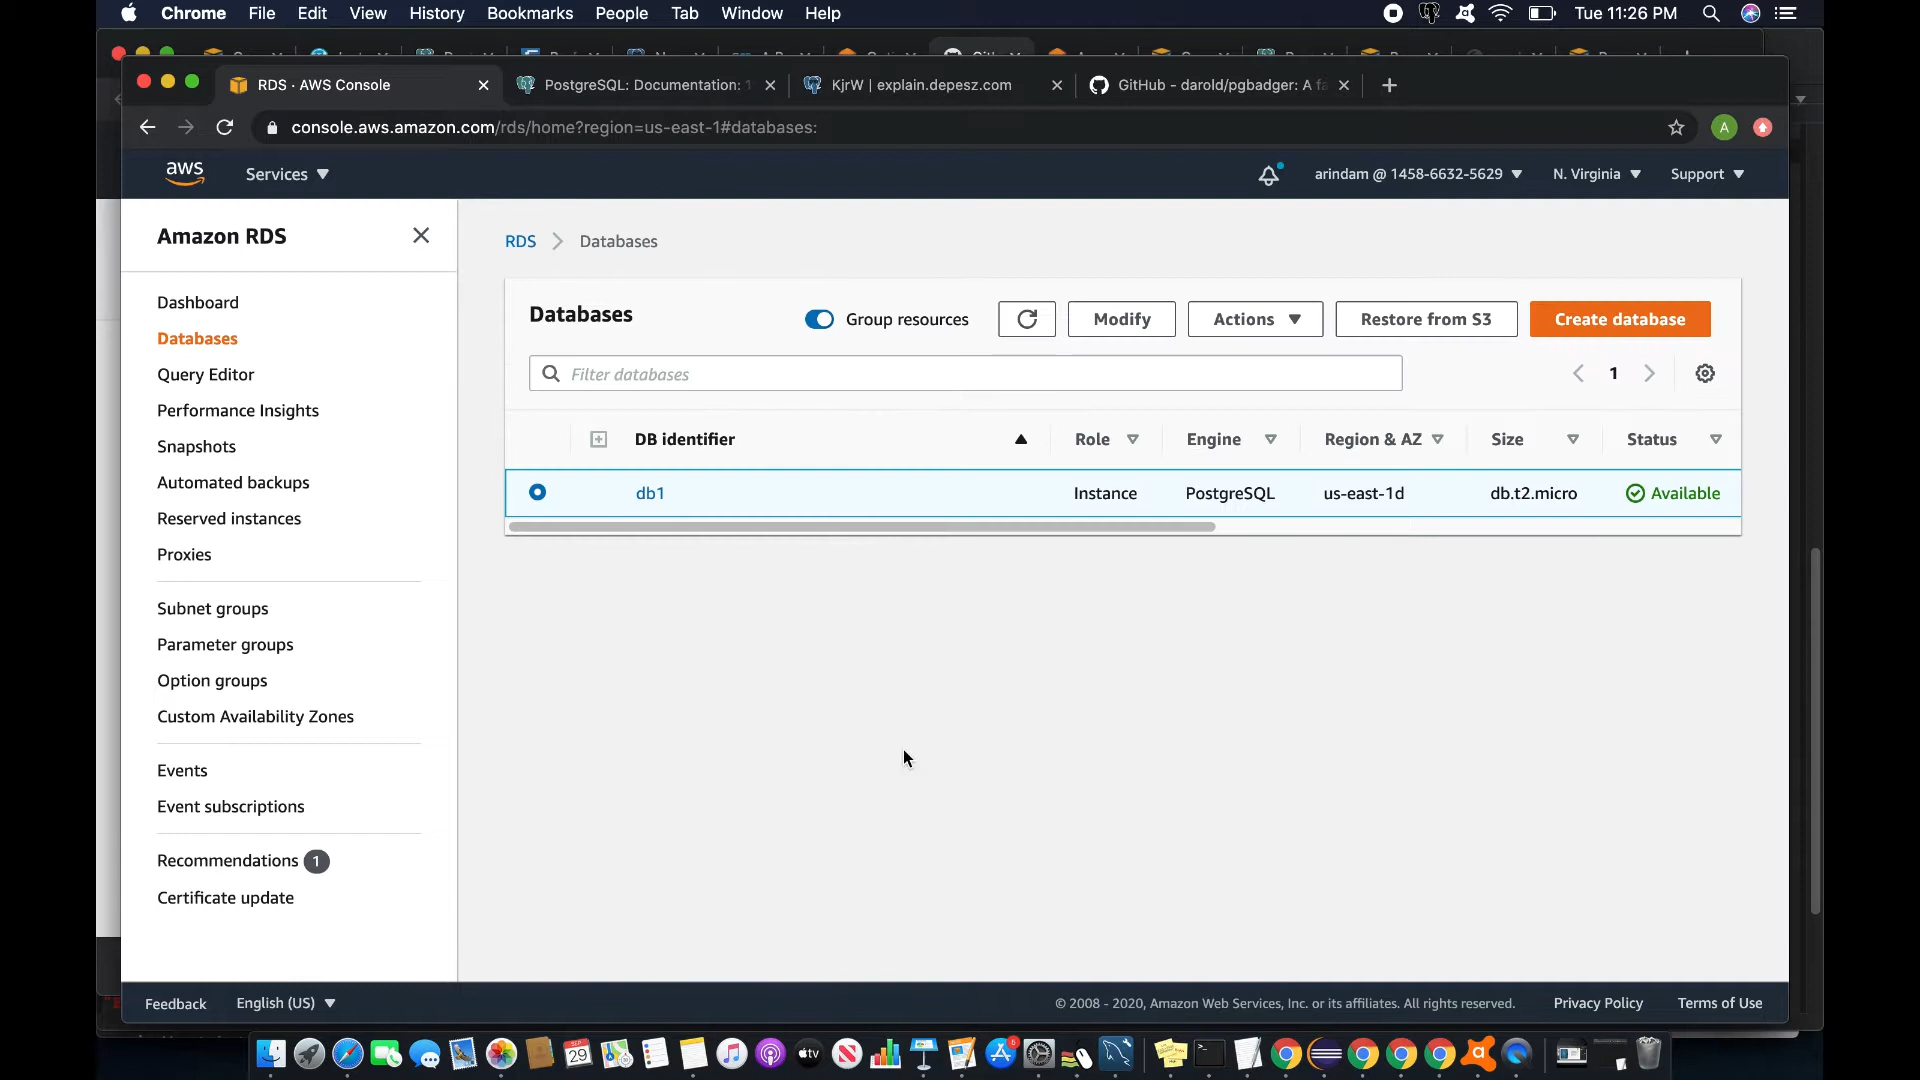 Chrome File Edit View History Bookmarks People Tab Window Help
Tue 11:26 PM
RDS · AWS Console
PostgreSQL: Documentation: 1
KjrW | explain.depesz.com
GitHub - darold/pgbadger: A fa
console.aws.amazon.com/rds/home?region=us-east-1#databases:
A
aws
Services
arindam @ 1458-6632-5629
N. Virginia
Support
Amazon RDS
Dashboard
Databases
Query Editor
Performance Insights
Snapshots
Automated backups
Reserved instances
Proxies
Subnet groups
Parameter groups
Option groups
Custom Availability Zones
Events
Event subscriptions
Recommendations 1
Certificate update
RDS > Databases
Databases
Group resources
Modify
Actions
Restore from S3
Create database
Filter databases
1
DB identifier
Role
Engine
Region & AZ
Size
Status
db1
Instance
PostgreSQL
us-east-1d
db.t2.micro
Available
Feedback
English (US)
© 2008 - 2020, Amazon Web Services, Inc. or its affiliates. All rights reserved.
Privacy Policy
Terms of Use
SEP
29
tv
6